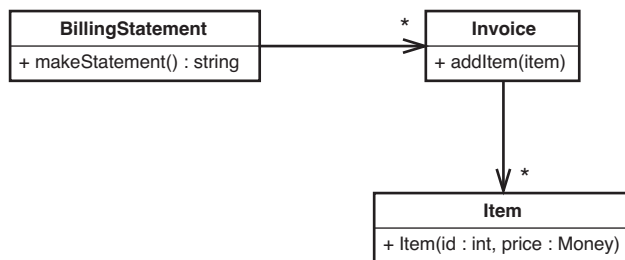 BillingStatement
+ makeStatement() : string
*
Invoice
+ addItem(item)
*
Item
+ Item(id : int, price : Money)